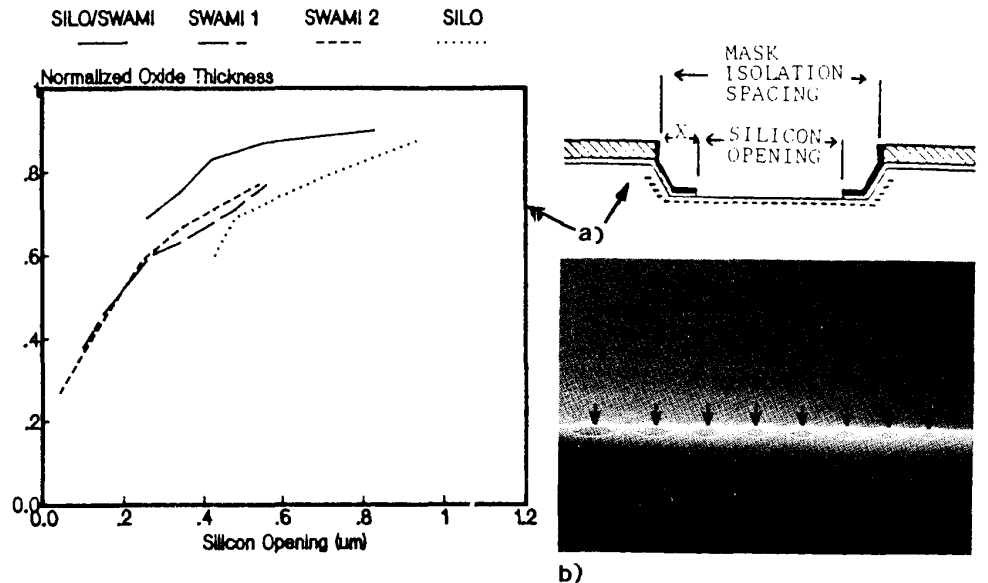 SILO/SWAMI SWAMI 1 SWAMI 2 SILO
Normalized Oxide Thickness
.8
.6
.4
.2
0.0
0.0 .2 .4 .6 .8 1 1.2
Silicon Opening (um)
MASK
ISOLATION
SPACING
X
SILICON
OPENING
a)
b)